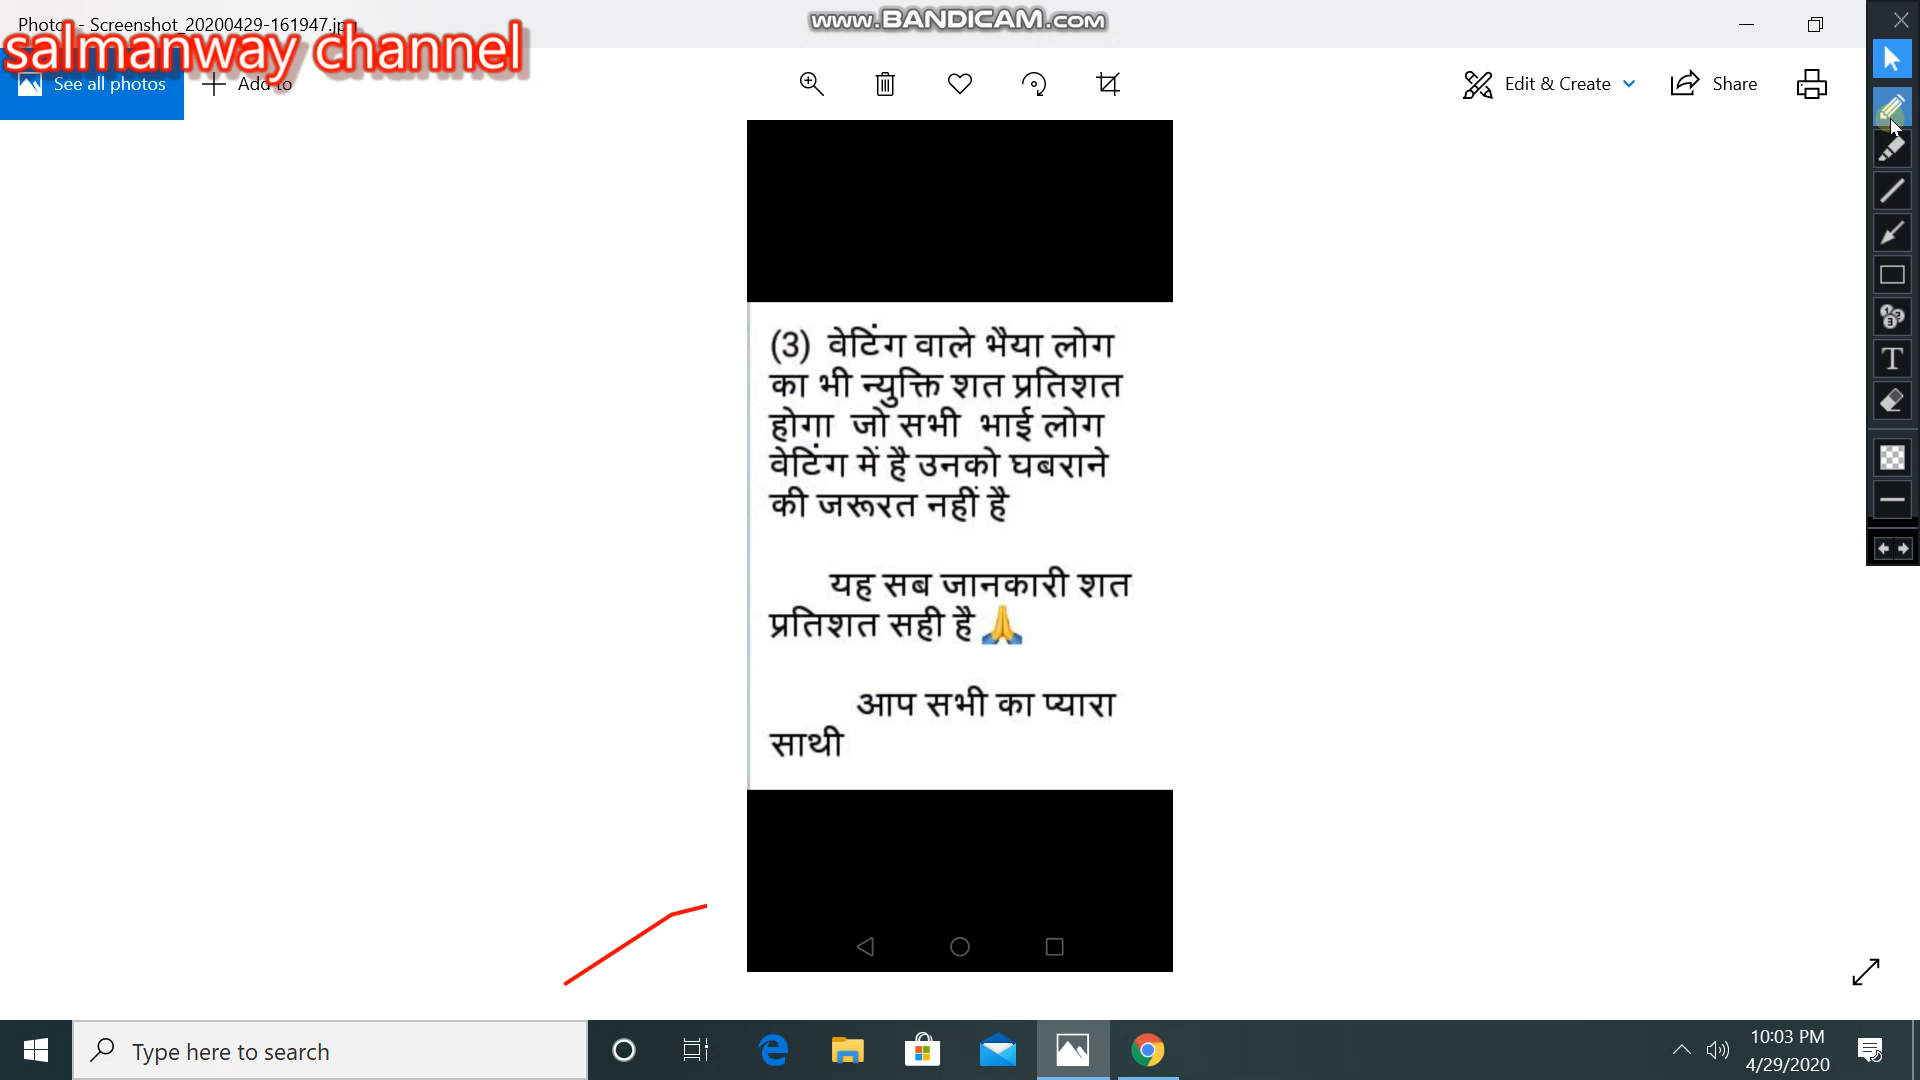 Photo - Screenshot_20200429-161947.jpg
www.BANDICAM.com
salmanway channel
See all photos
Add to
Edit & Create
Share
(3) वेटिंग वाले भैया लोग
का भी न्युक्ति शत प्रतिशत
होगा जो सभी भाई लोग
वेटिंग में है उनको घबराने
की जरूरत नहीं है
यह सब जानकारी शत
प्रतिशत सही है🙏
आप सभी का प्यारा
साथी
T
Type here to search
10:03 PM
4/29/2020